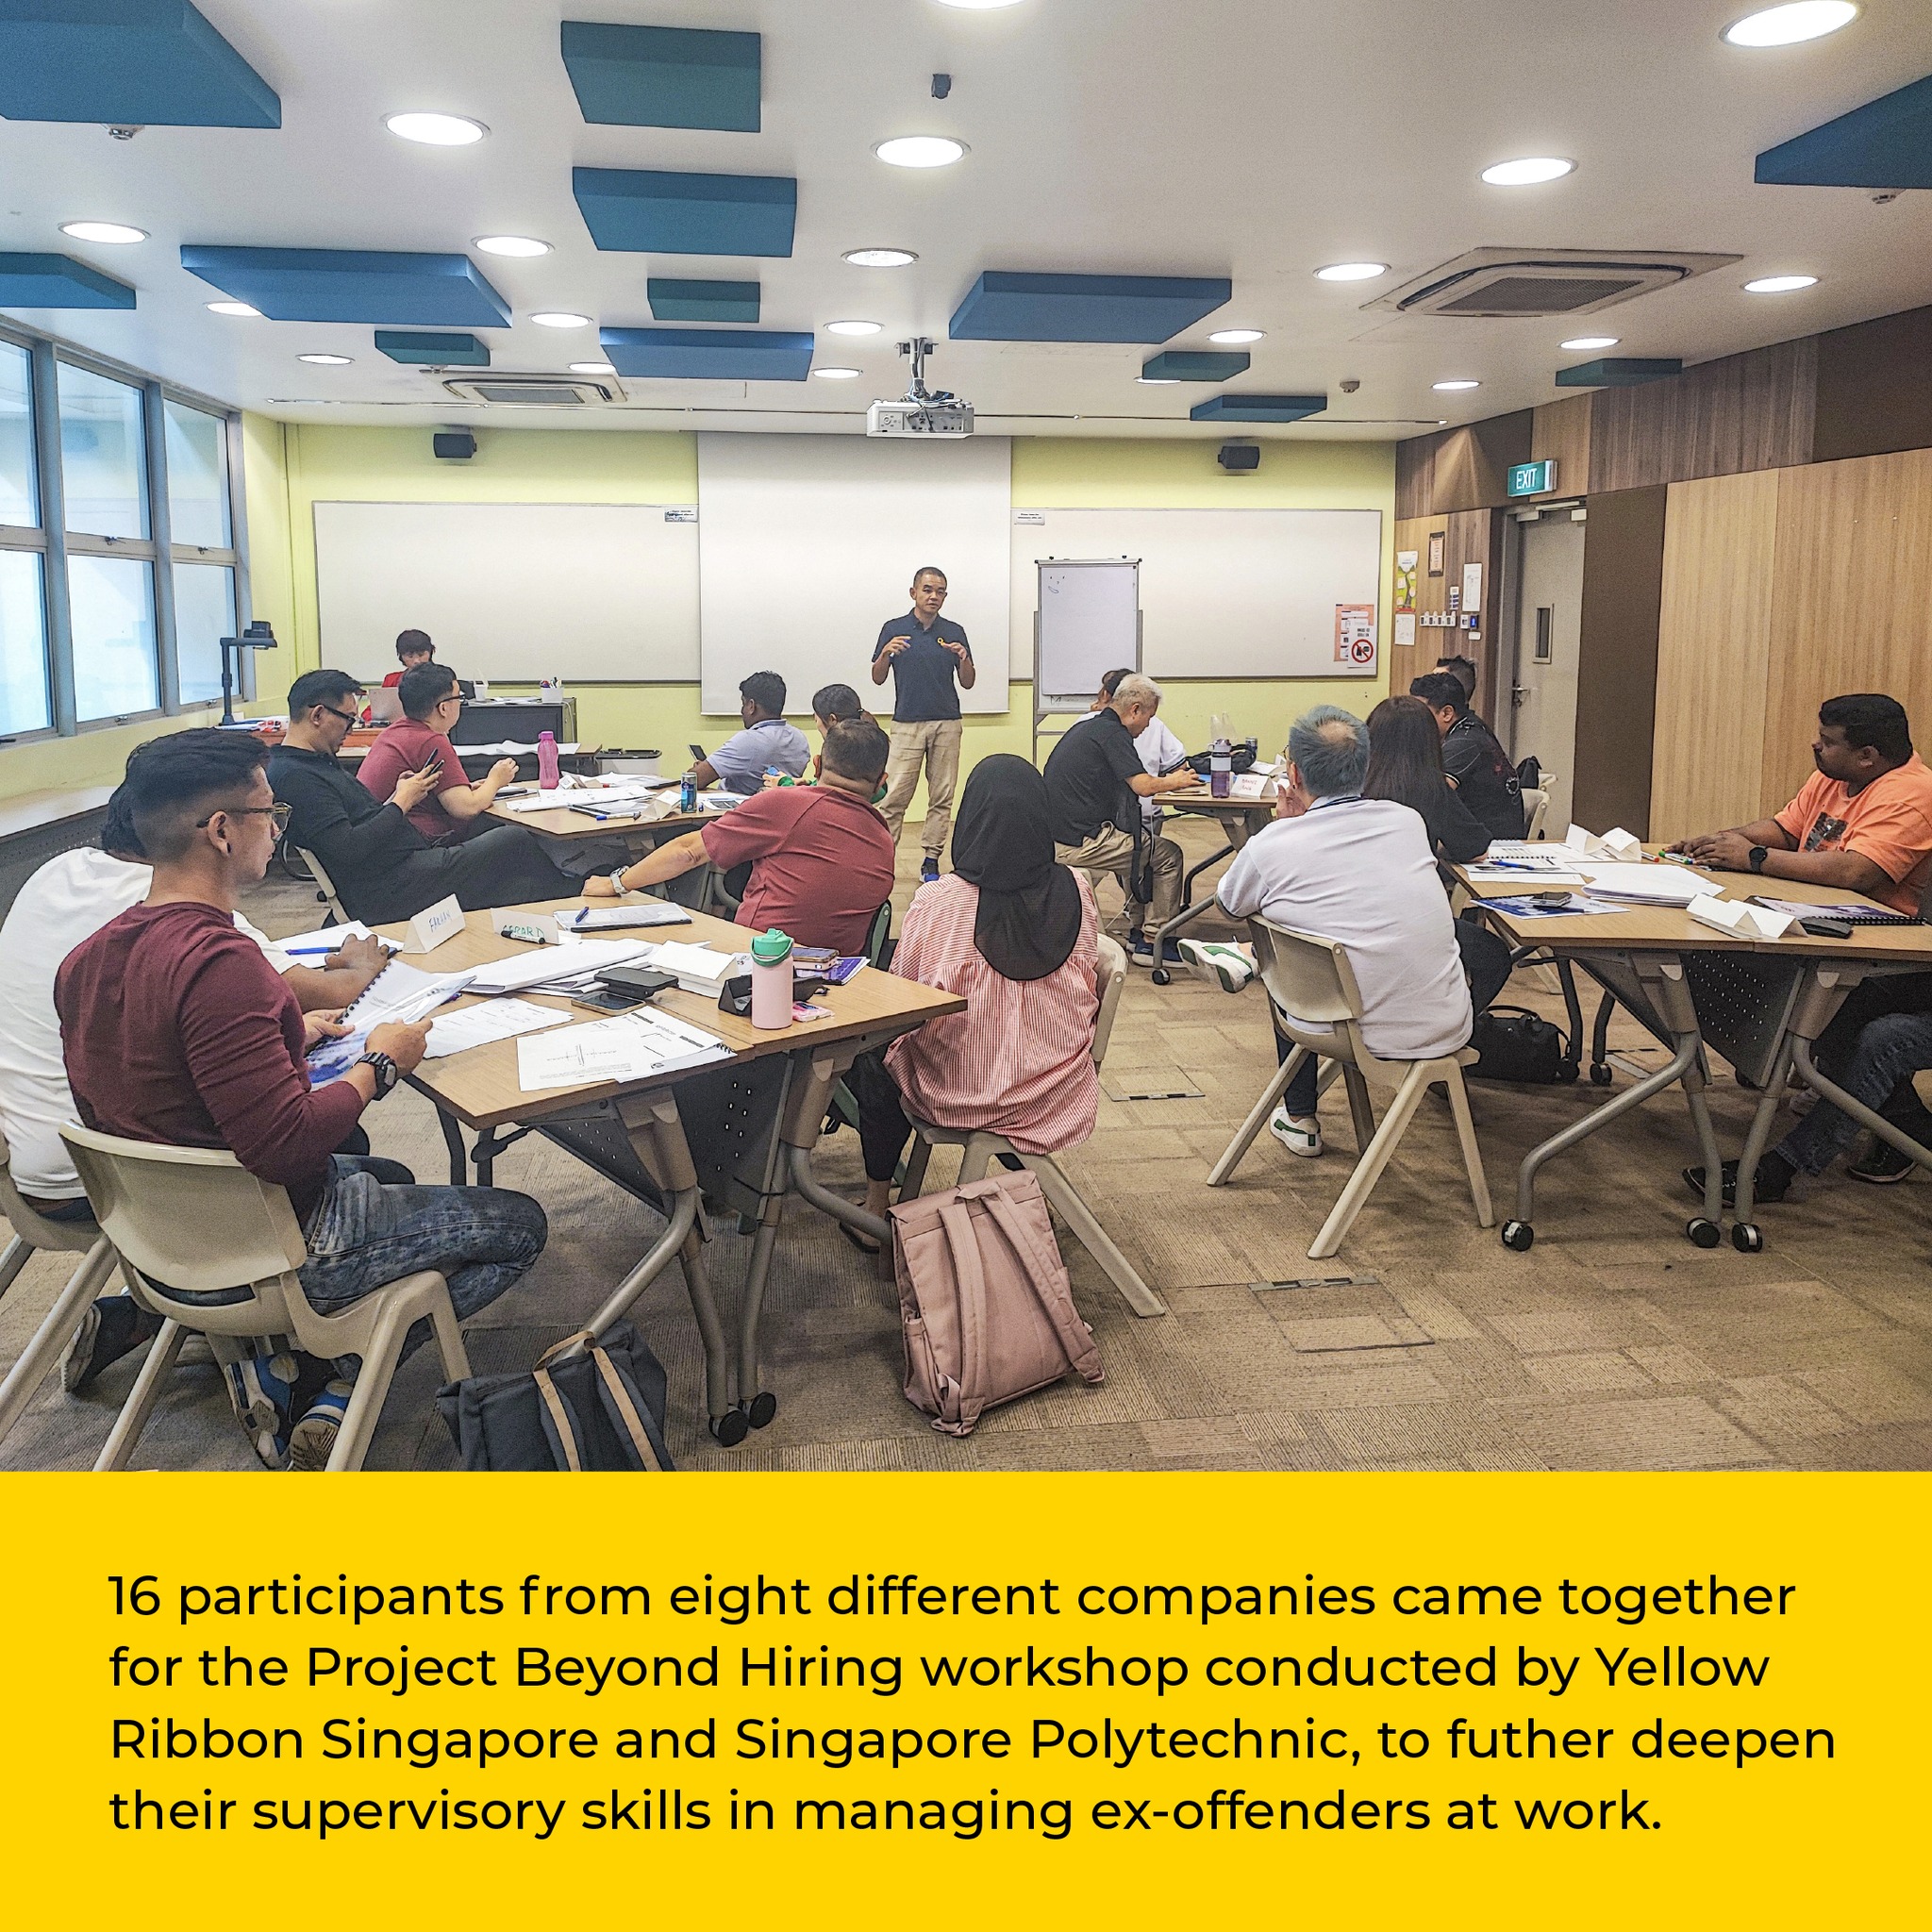 EXIT
16 participants from eight different companies came together
for the Project Beyond Hiring workshop conducted by Yellow
Ribbon Singapore and Singapore Polytechnic, to futher deepen
their supervisory skills in managing ex-offenders at work.